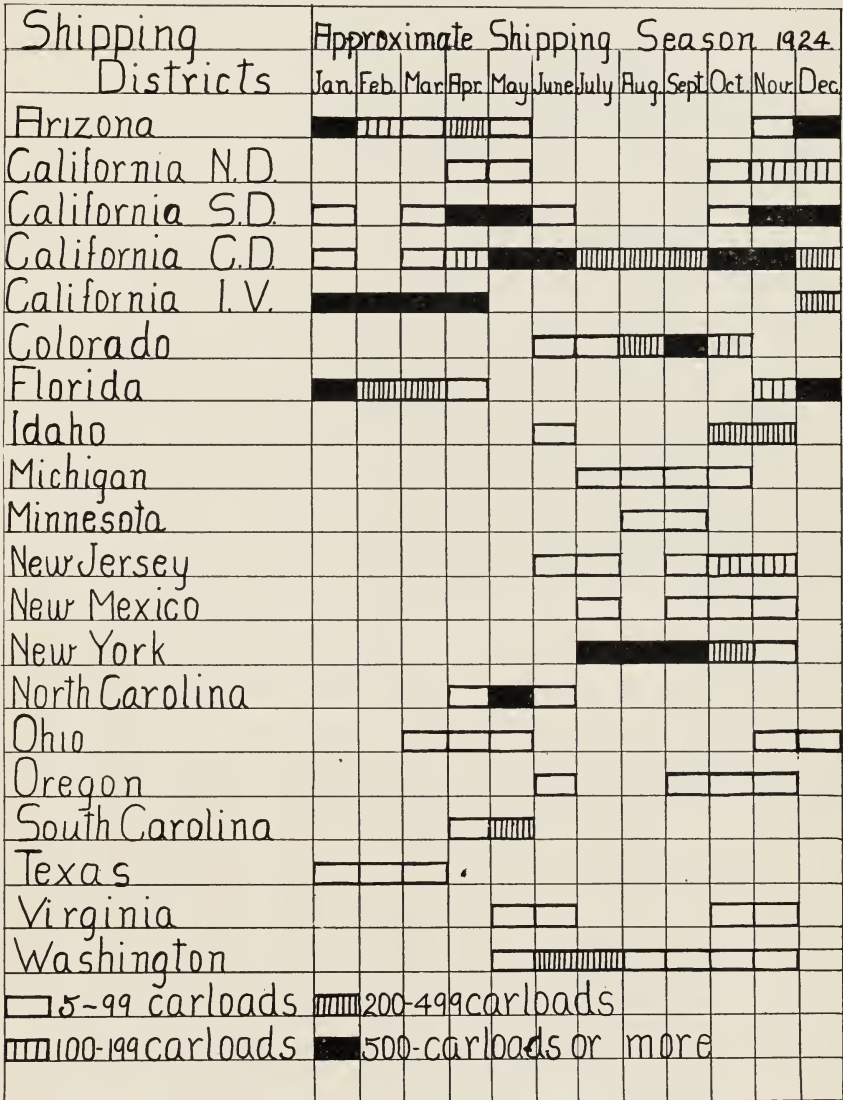 Shipping
Districts
Approximate Shipping Season 1924
Jan. Feb. Mar. Apr. May June July Aug. Sept. Oct. Nov. Dec.
Arizona
California N.D.
California S.D.
California C.D.
California I.V.
Colorado
Florida
Idaho
Michigan
Minnesota
New Jersey
New Mexico
New York
North Carolina
Ohio
Oregon
South Carolina
Texas
Virginia
Washington
5-99 carloads 200-499 carloads
100-199 carloads 500-carloads or more